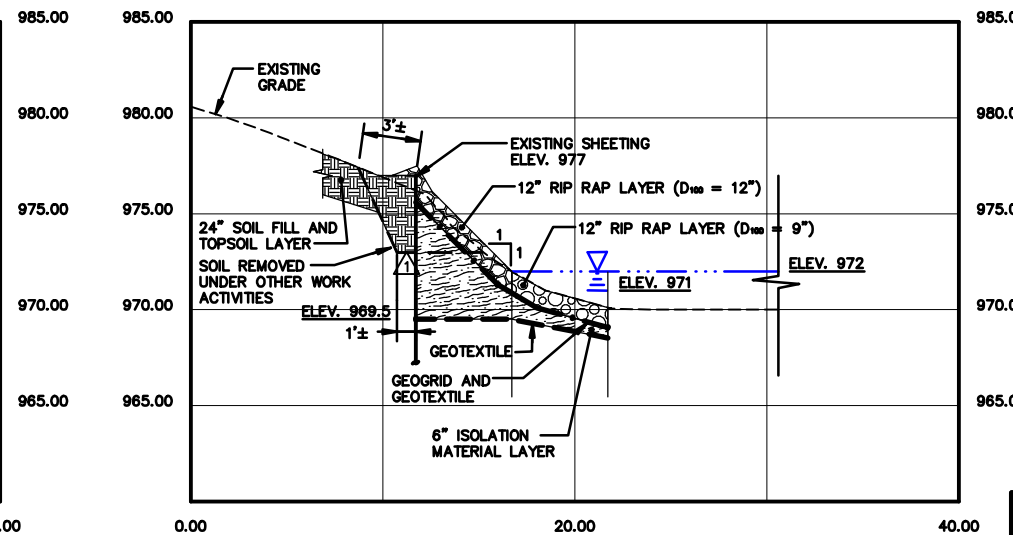 985.00
985.00
985.0
EXISTING
GRADE
980.00
980.00
980.0
3'±
EXISTING SHEETING
ELEV. 977
12" RIP RAP LAYER (D₁₀₀ = 12")
975.00
975.00
975.0
24" SOIL FILL AND
TOPSOIL LAYER
1
1
12" RIP RAP LAYER (D₁₀₀ = 9")
SOIL REMOVED
UNDER OTHER WORK
ACTIVITIES
1
ELEV. 972
ELEV. 971
970.00
970.00
970.0
ELEV. 969.5
1'±
GEOTEXTILE
GEOGRID AND
GEOTEXTILE
965.00
965.00
965.0
6" ISOLATION
MATERIAL LAYER
.00
0.00
20.00
40.00